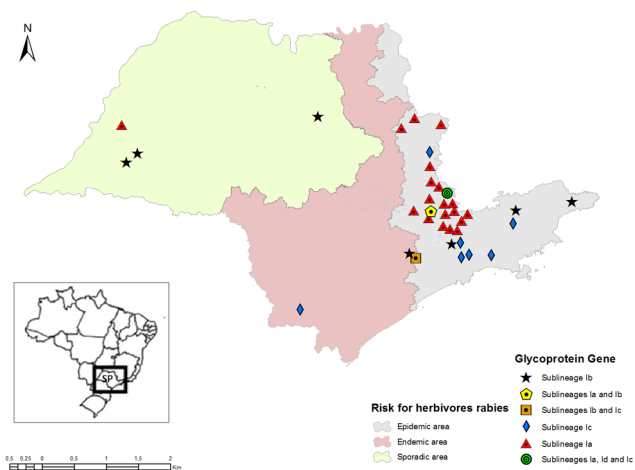 N
SP
Glycoprotein Gene
Sublineage Ib
Sublineages Ia and Ib
Sublineages Ib and Ic
Sublineage Ic
Sublineage Ia
Sublineages Ia, Id and Ic
Risk for herbivores rabies
Epidemic area
Endemic area
Sporadic area
0,5 0,25 0 0,5 1 1,5 2
Km